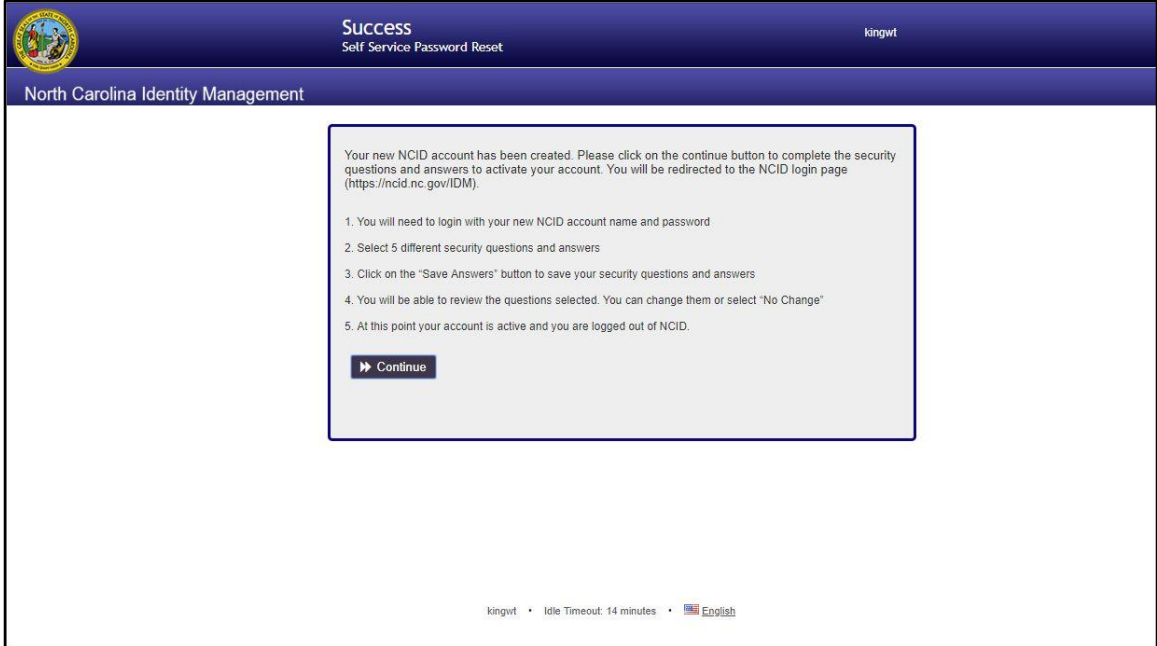 Success
Self Service Password Reset
kingwt
North Carolina Identity Management
Your new NCID account has been created. Please click on the continue button to complete the security
questions and answers to activate your account. You will be redirected to the NCID login page
(https://ncid.nc.gov/IDM).
1. You will need to login with your new NCID account name and password
2. Select 5 different security questions and answers
3. Click on the “Save Answers” button to save your security questions and answers
4. You will be able to review the questions selected. You can change them or select “No Change”
5. At this point your account is active and you are logged out of NCID.
Continue
kingwt • Idle Timeout: 14 minutes • English